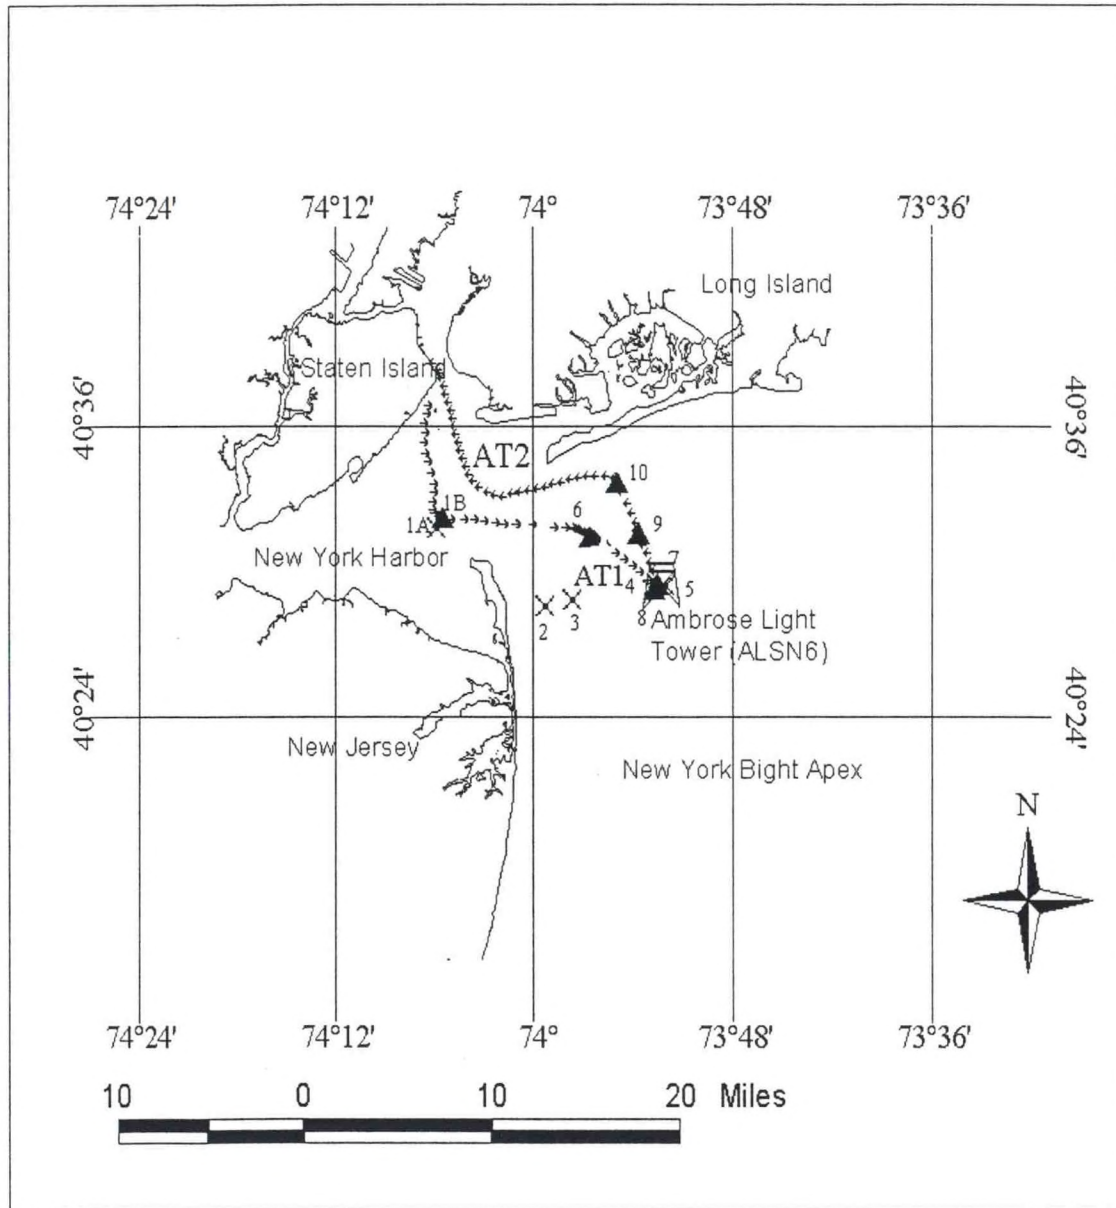 74°24' 74°12' 74° 73°48' 73°36'
Long Island
Staten Island
40°36' 40°36'
AT2
10
1B 6 9
1A
New York Harbor 7
AT1 4 5
2 3 8
Ambrose Light
Tower (ALSN6)
40°24' 40°24'
New Jersey
New York Bight Apex
N
74°24' 74°12' 74° 73°48' 73°36'
10 0 10 20 Miles